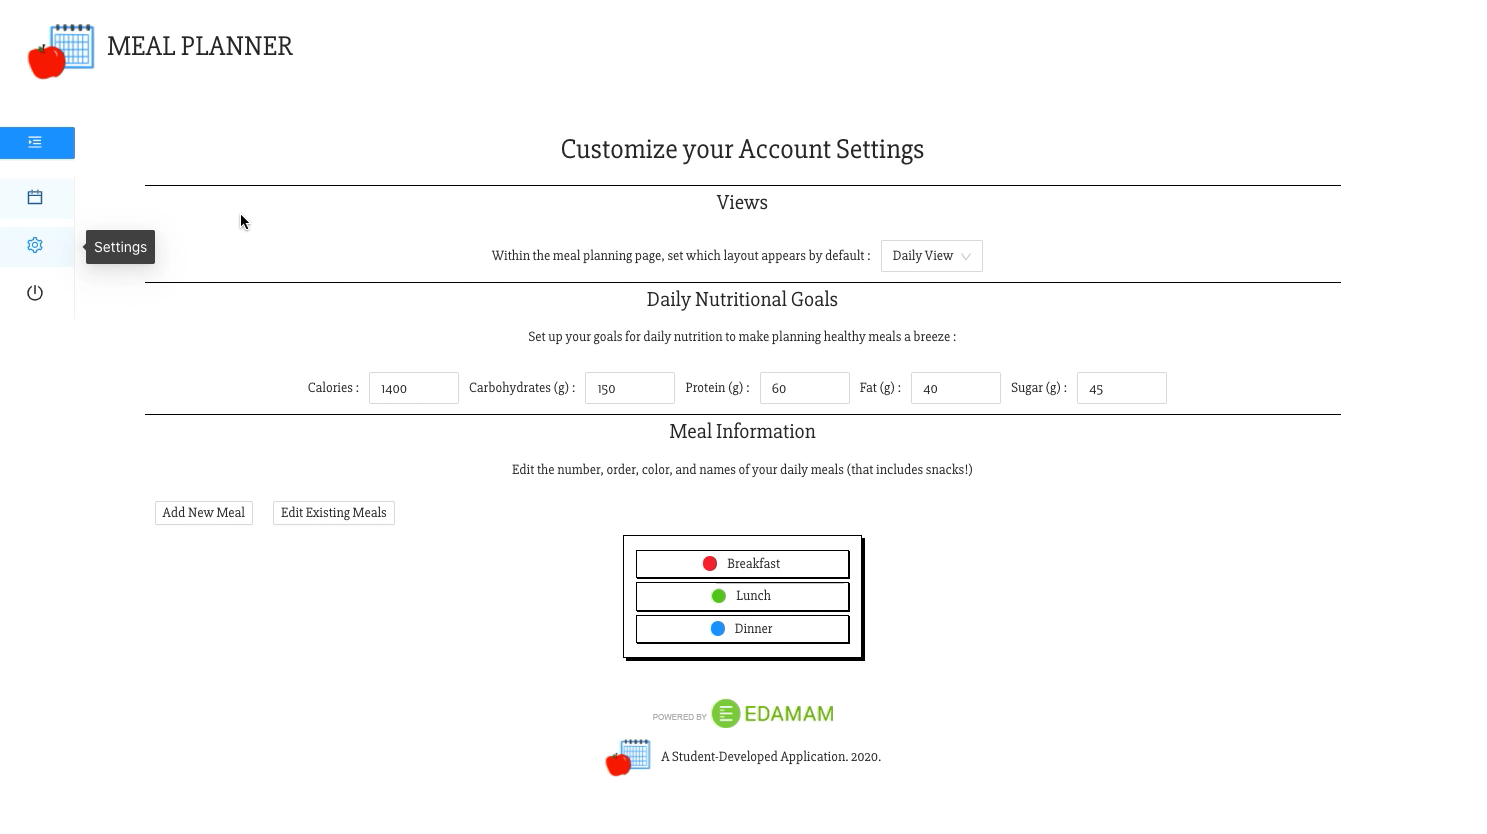 MEAL PLANNER
Customize your Account Settings
Views
Settings
Within the meal planning page, set which layout appears by default : Daily View
Daily Nutritional Goals
Set up your goals for daily nutrition to make planning healthy meals a breeze :
Calories : 1400 Carbohydrates (g) : 150 Protein (g) : 60 Fat (g) : 40 Sugar (g) : 45
Meal Information
Edit the number, order, color, and names of your daily meals (that includes snacks!)
Add New Meal Edit Existing Meals
Breakfast
Lunch
Dinner
POWERED BY EDAMAM
A Student-Developed Application. 2020.